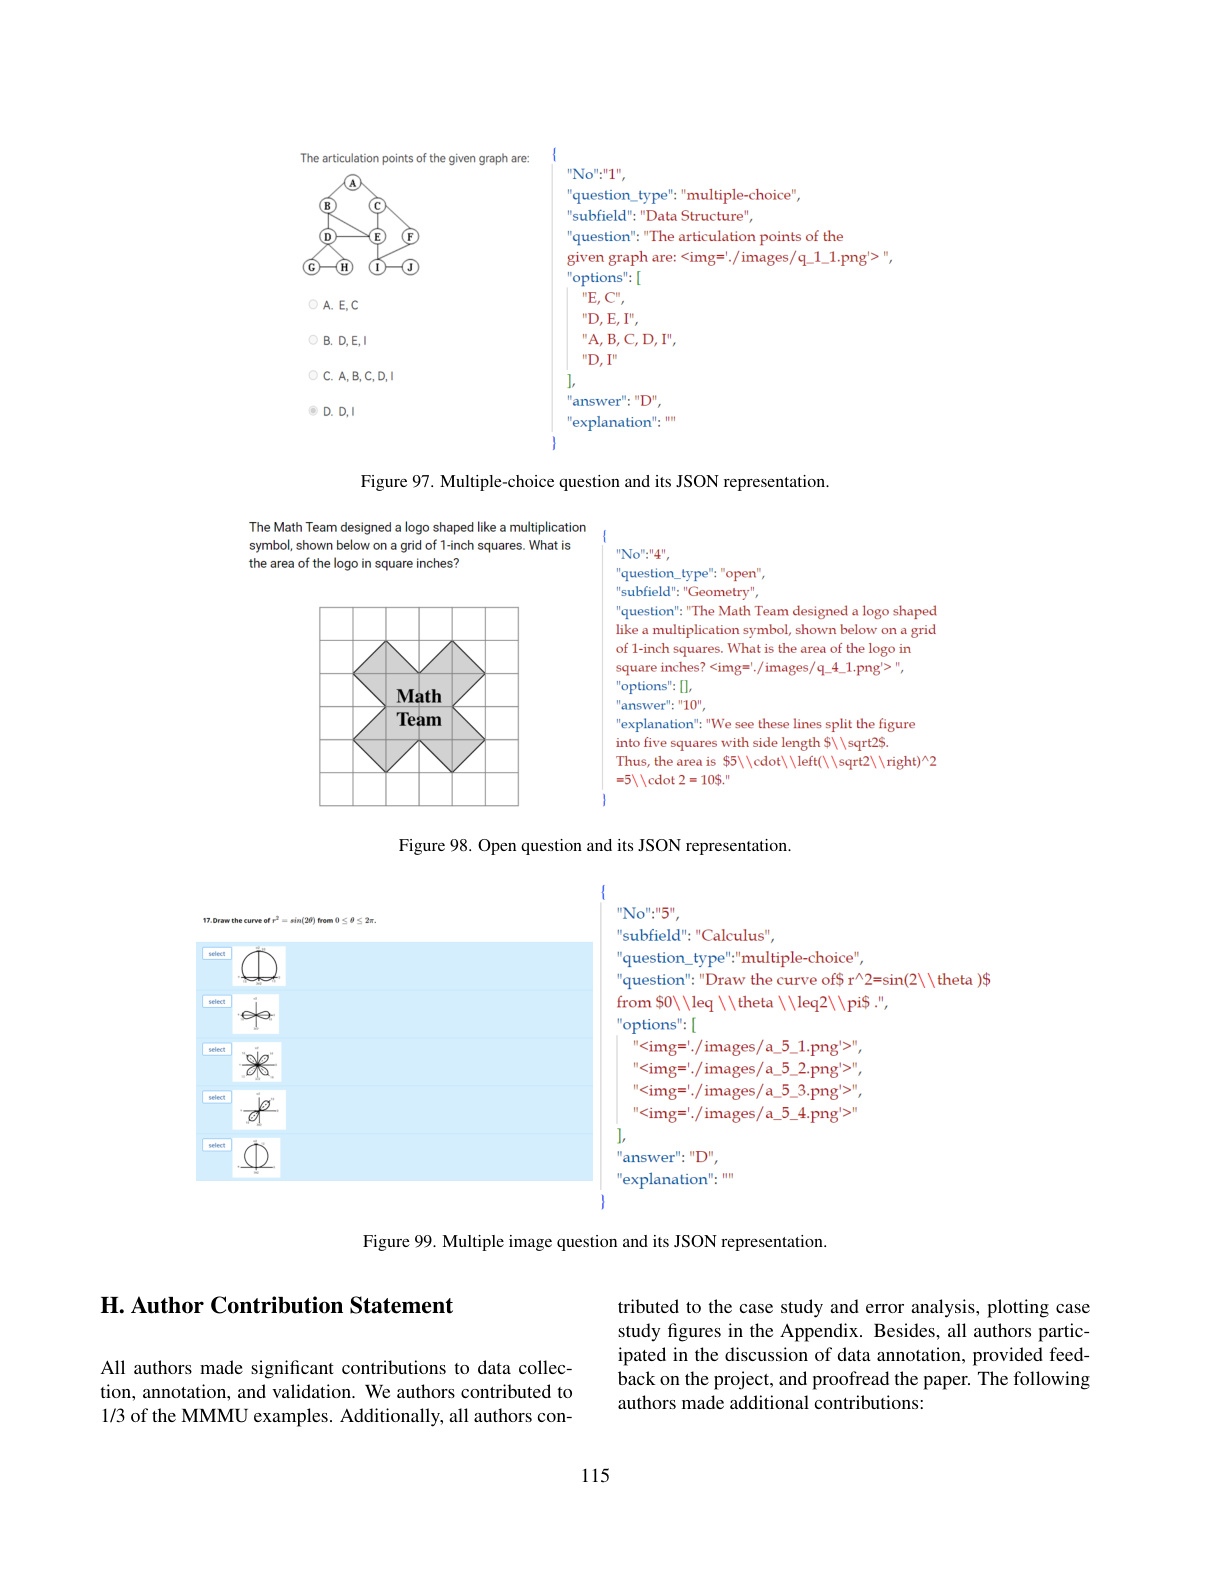 The articulation points of the given graph are:
A
B
C
D
E
F
G
H
I
J
A. E, C
B. D, E, I
C. A, B, C, D, I
D. D, I
{
"No":"1",
"question_type": "multiple-choice",
"subfield": "Data Structure",
"question": "The articulation points of the
given graph are: <img='./images/q_1_1.png'> ",
"options": [
"E, C",
"D, E, I",
"A, B, C, D, I",
"D, I"
],
"answer": "D",
"explanation": ""
}
Figure 97. Multiple-choice question and its JSON representation.
The Math Team designed a logo shaped like a multiplication
symbol, shown below on a grid of 1-inch squares. What is
the area of the logo in square inches?
Math
Team
{
"No":"4",
"question_type": "open",
"subfield": "Geometry",
"question": "The Math Team designed a logo shaped
like a multiplication symbol, shown below on a grid
of 1-inch squares. What is the area of the logo in
square inches? <img='./images/q_4_1.png'> ",
"options": [],
"answer": "10",
"explanation": "We see these lines split the figure
into five squares with side length $\\sqrt2$.
Thus, the area is $5\\cdot\\left(\\sqrt2\\right)^2
=5\\cdot 2 = 10$."
}
Figure 98. Open question and its JSON representation.
17. Draw the curve of r² = sin(2θ) from 0 ≤ θ ≤ 2π.
select
select
select
select
select
{
"No":"5",
"subfield": "Calculus",
"question_type":"multiple-choice",
"question": "Draw the curve of$ r^2=sin(2\\theta )$
from $0\\leq \\theta \\leq2\\pi$ .",
"options": [
"<img='./images/a_5_1.png'>",
"<img='./images/a_5_2.png'>",
"<img='./images/a_5_3.png'>",
"<img='./images/a_5_4.png'>"
],
"answer": "D",
"explanation": ""
}
Figure 99. Multiple image question and its JSON representation.
H. Author Contribution Statement
All authors made significant contributions to data collec-
tion, annotation, and validation. We authors contributed to
1/3 of the MMMU examples. Additionally, all authors con-
tributed to the case study and error analysis, plotting case
study figures in the Appendix. Besides, all authors partic-
ipated in the discussion of data annotation, provided feed-
back on the project, and proofread the paper. The following
authors made additional contributions:
115